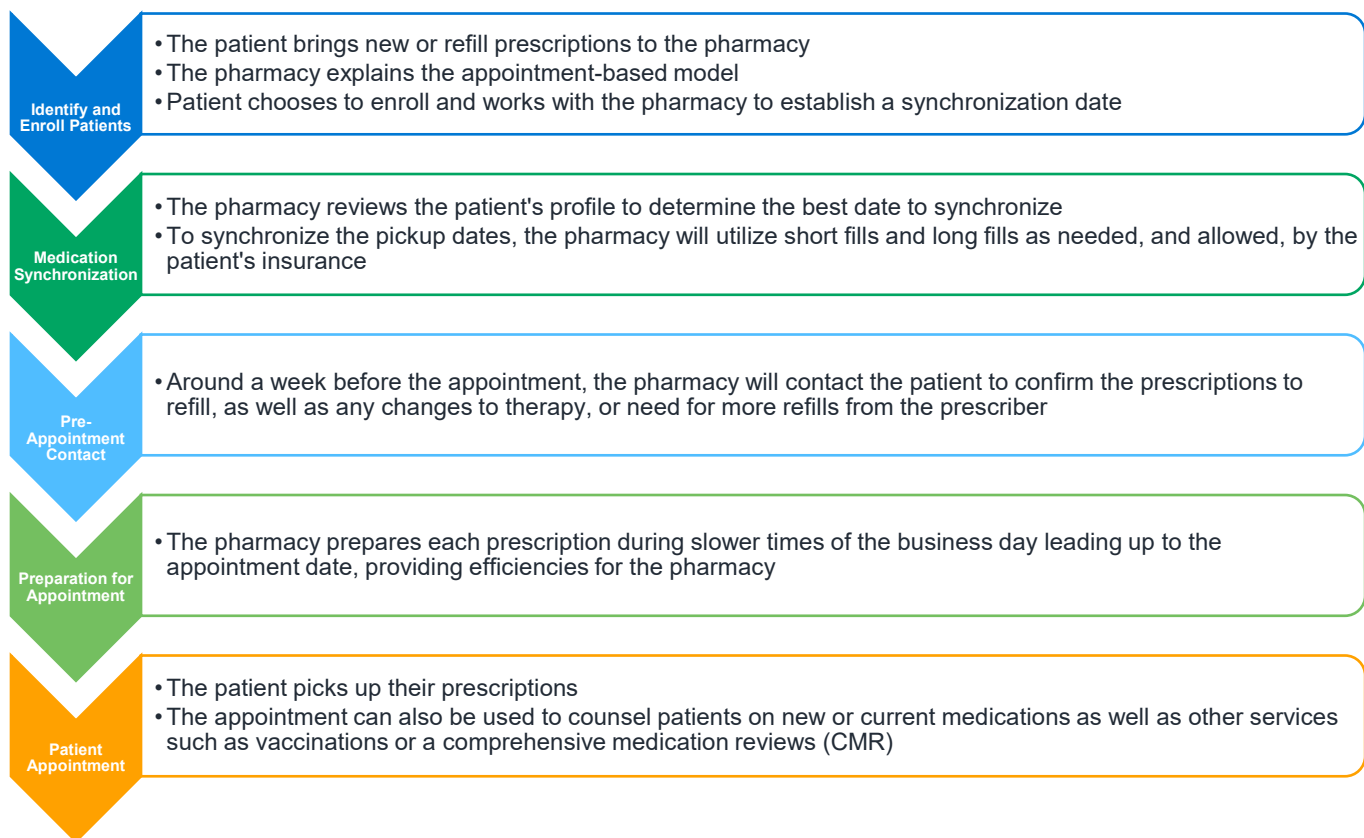 Identify and
Enroll Patients
•The patient brings new or refill prescriptions to the pharmacy
•The pharmacy explains the appointment-based model
•Patient chooses to enroll and works with the pharmacy to establish a synchronization date
Medication
Synchronization
•The pharmacy reviews the patient's profile to determine the best date to synchronize
•To synchronize the pickup dates, the pharmacy will utilize short fills and long fills as needed, and allowed, by the
patient's insurance
Pre-
Appointment
Contact
•Around a week before the appointment, the pharmacy will contact the patient to confirm the prescriptions to
refill, as well as any changes to therapy, or need for more refills from the prescriber
Preparation for
Appointment
•The pharmacy prepares each prescription during slower times of the business day leading up to the
appointment date, providing efficiencies for the pharmacy
Patient
Appointment
•The patient picks up their prescriptions
•The appointment can also be used to counsel patients on new or current medications as well as other services
such as vaccinations or a comprehensive medication reviews (CMR)